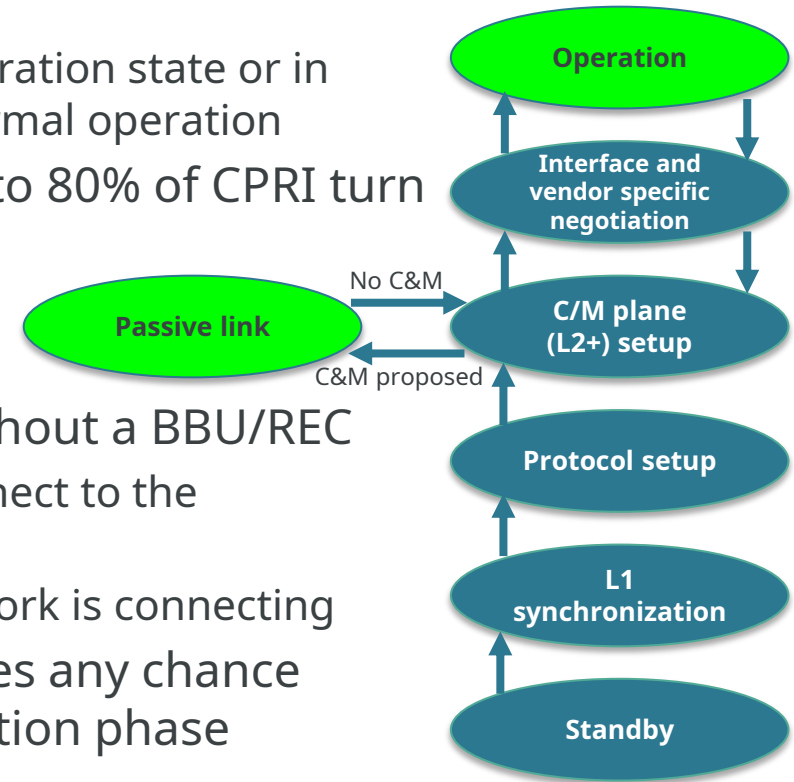 ration state or in
rmal operation
to 80% of CPRI turn
hout a BBU/REC
nect to the
ork is connecting
es any chance
tion phase
Operation
Interface and
vendor specific
negotiation
No C&M
Passive link
C&M proposed
C/M plane
(L2+) setup
Protocol setup
L1
synchronization
Standby